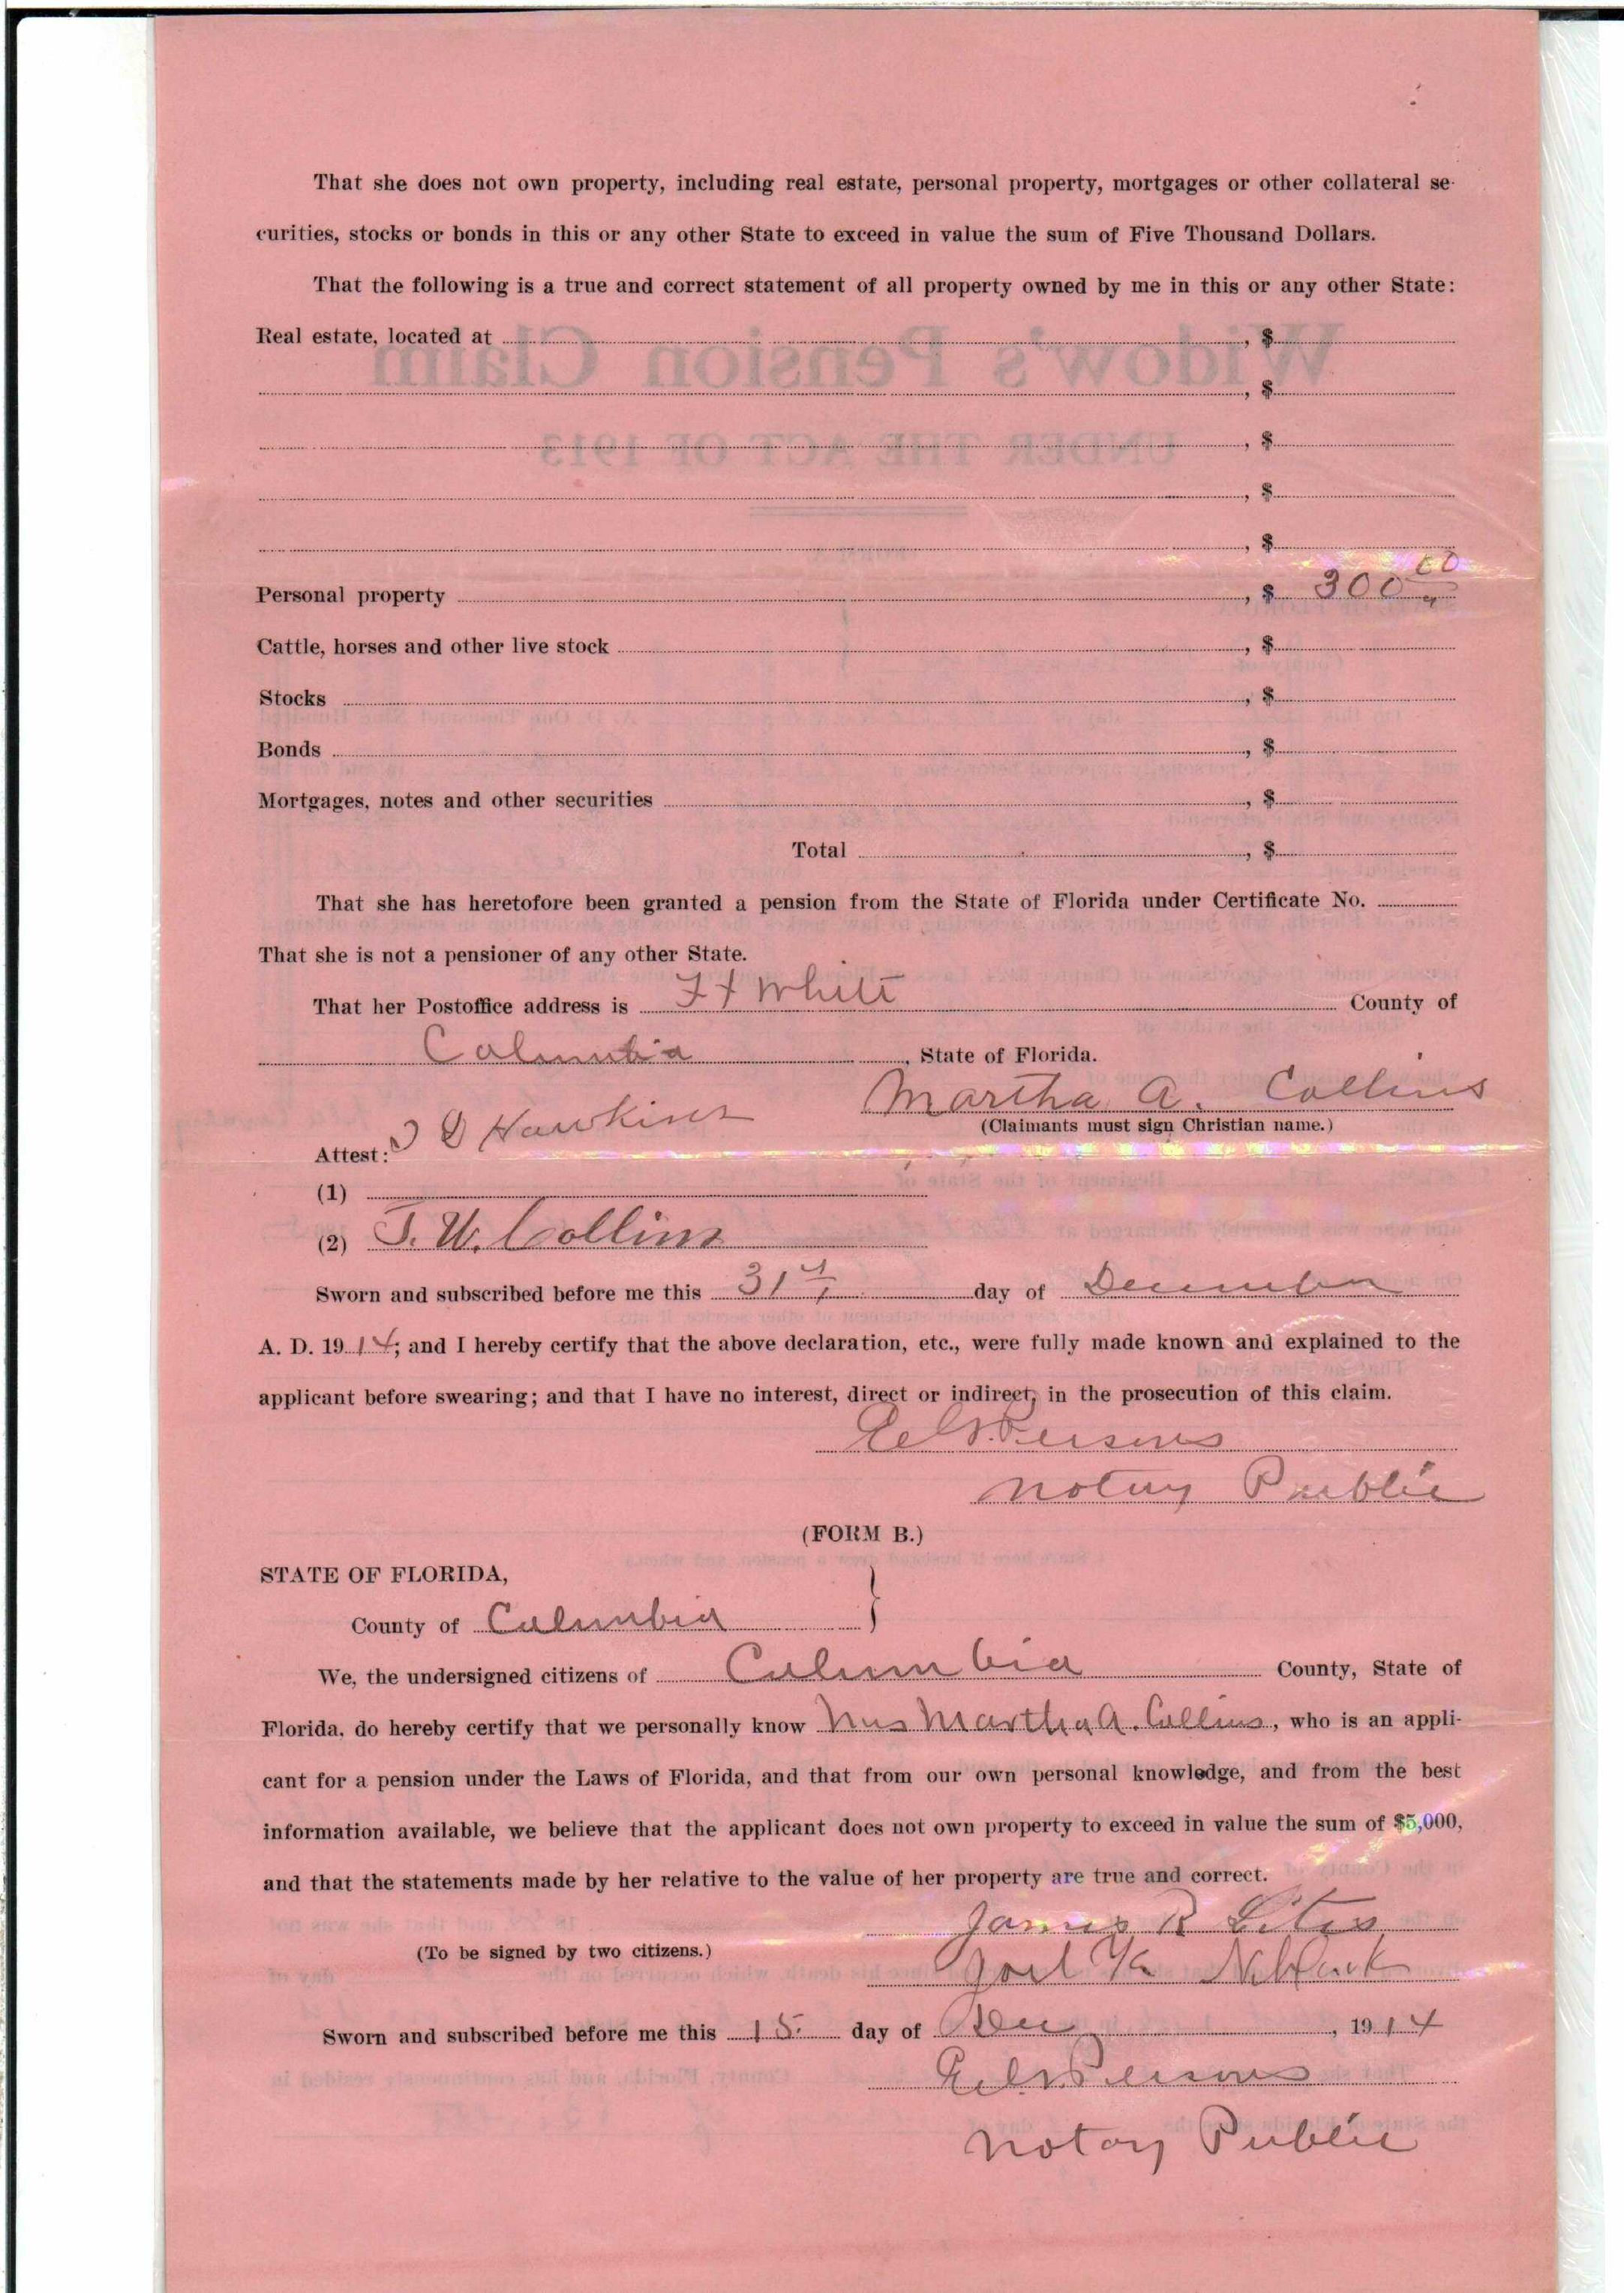 That she does not own property, including real estate, personal property, mortgages or other collateral se-
curities, stocks or bonds in this or any other State to exceed in value the sum of Five Thousand Dollars.
That the following is a true and correct statement of all property owned by me in this or any other State:
Real estate, located at , $
, $
, $
, $
, $
Personal property , $ 300 00
Cattle, horses and other live stock , $
Stocks , $
Bonds , $
Mortgages, notes and other securities , $
Total , $
That she has heretofore been granted a pension from the State of Florida under Certificate No.
That she is not a pensioner of any other State.
That her Postoffice address is Ft White County of
Columbia, State of Florida.
Martha A. Collins
(Claimants must sign Christian name.)
Attest: D Hawkins
(1)
(2) J. W. Collins
Sworn and subscribed before me this 31st day of December
A. D. 1914; and I hereby certify that the above declaration, etc., were fully made known and explained to the
applicant before swearing; and that I have no interest, direct or indirect, in the prosecution of this claim.
Persons
Notary Public
(FORM B.)
STATE OF FLORIDA,
County of Columbia }
We, the undersigned citizens of Columbia County, State of
Florida, do hereby certify that we personally know Mrs Martha A. Collins, who is an appli-
cant for a pension under the Laws of Florida, and that from our own personal knowledge, and from the best
information available, we believe that the applicant does not own property to exceed in value the sum of $5,000,
and that the statements made by her relative to the value of her property are true and correct.
James R
(To be signed by two citizens.)
Joel
Sworn and subscribed before me this 15 day of Dec, 1914
Persons
Notary Public